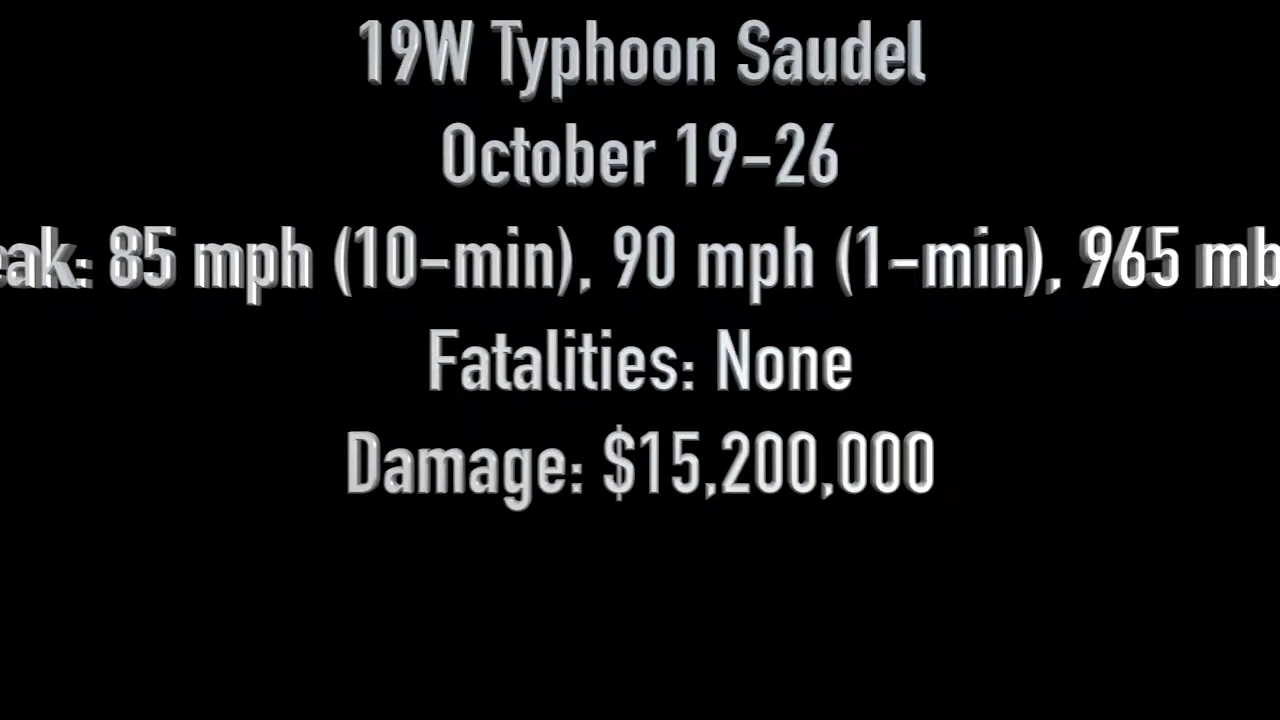 19W Typhoon Saudel
October 19-26
eak: 85 mph (10-min), 90 mph (1-min), 965 mb
Fatalities: None
Damage: $15,200,000